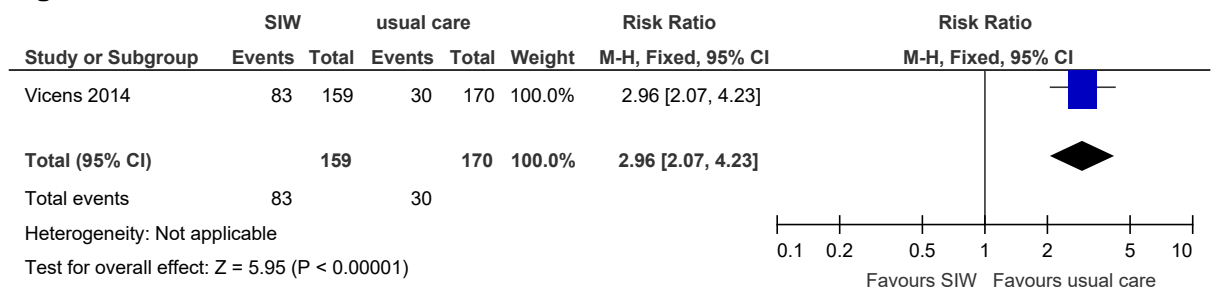 SIW usual care Risk Ratio Risk Ratio
Study or Subgroup Events Total Events Total Weight M-H, Fixed, 95% CI M-H, Fixed, 95% CI
Vicens 2014 83 159 30 170 100.0% 2.96 [2.07, 4.23]
Total (95% CI) 159 170 100.0% 2.96 [2.07, 4.23]
Total events 83 30
Heterogeneity: Not applicable
Test for overall effect: Z = 5.95 (P < 0.00001)
0.1 0.2 0.5 1 2 5 10
Favours SIW Favours usual care